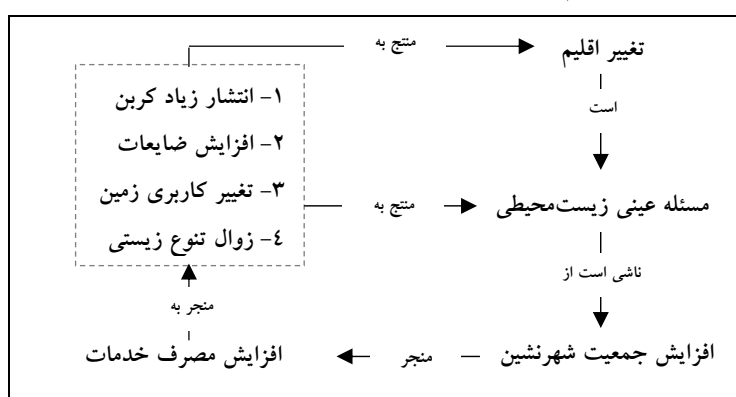 تغییر اقلیم
منتج به
۱- انتشار زیاد کربن
۲- افزایش ضایعات
۳- تغییر کاربری زمین
٤- زوال تنوع زیستی
است
مسئله عینی زیست‌محیطی
منتج به
ناشی است از
منجر به
افزایش جمعیت شهرنشین
منجر
افزایش مصرف خدمات